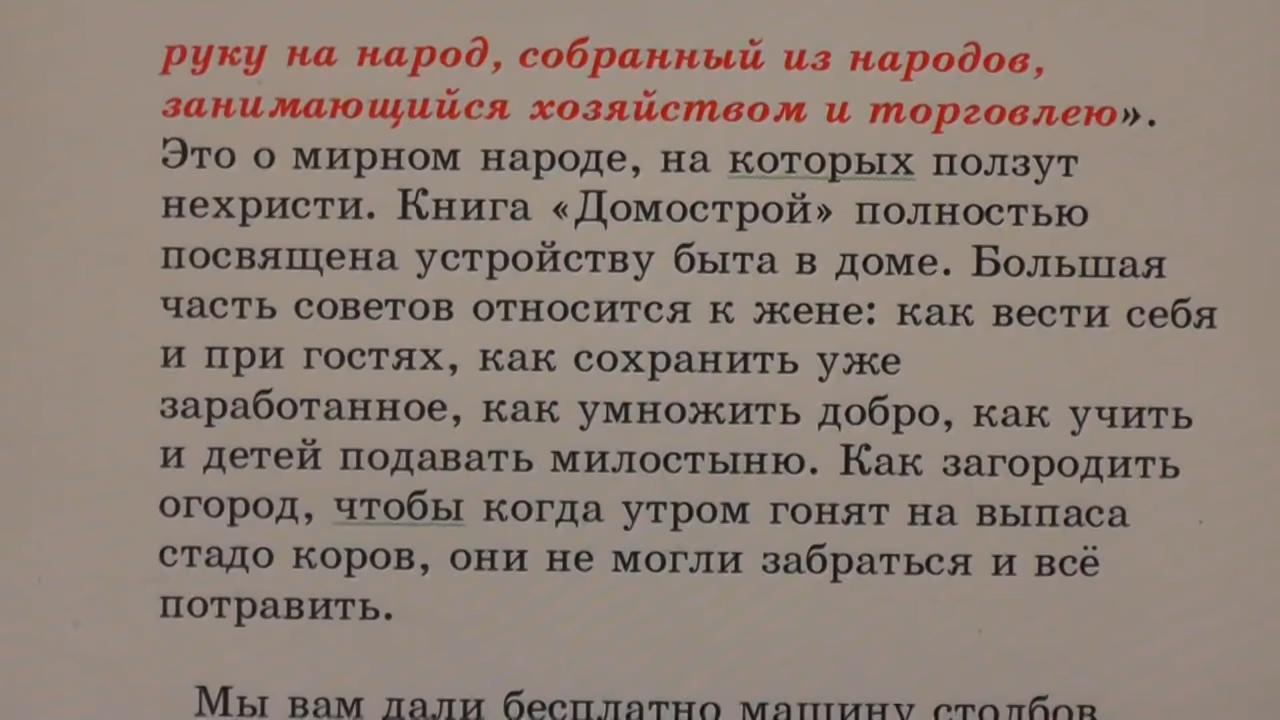 руку на народ, собранный из народов,
занимающийся хозяйством и торговлею».
Это о мирном народе, на которых ползут
нехристи. Книга «Домострой» полностью
посвящена устройству быта в доме. Большая
часть советов относится к жене: как вести себя
и при гостях, как сохранить уже
заработанное, как умножить добро, как учить
и детей подавать милостыню. Как загородить
огород, чтобы когда утром гонят на выпаса
стадо коров, они не могли забраться и всё
потравить.
Мы вам дали бесплатно машину столбов